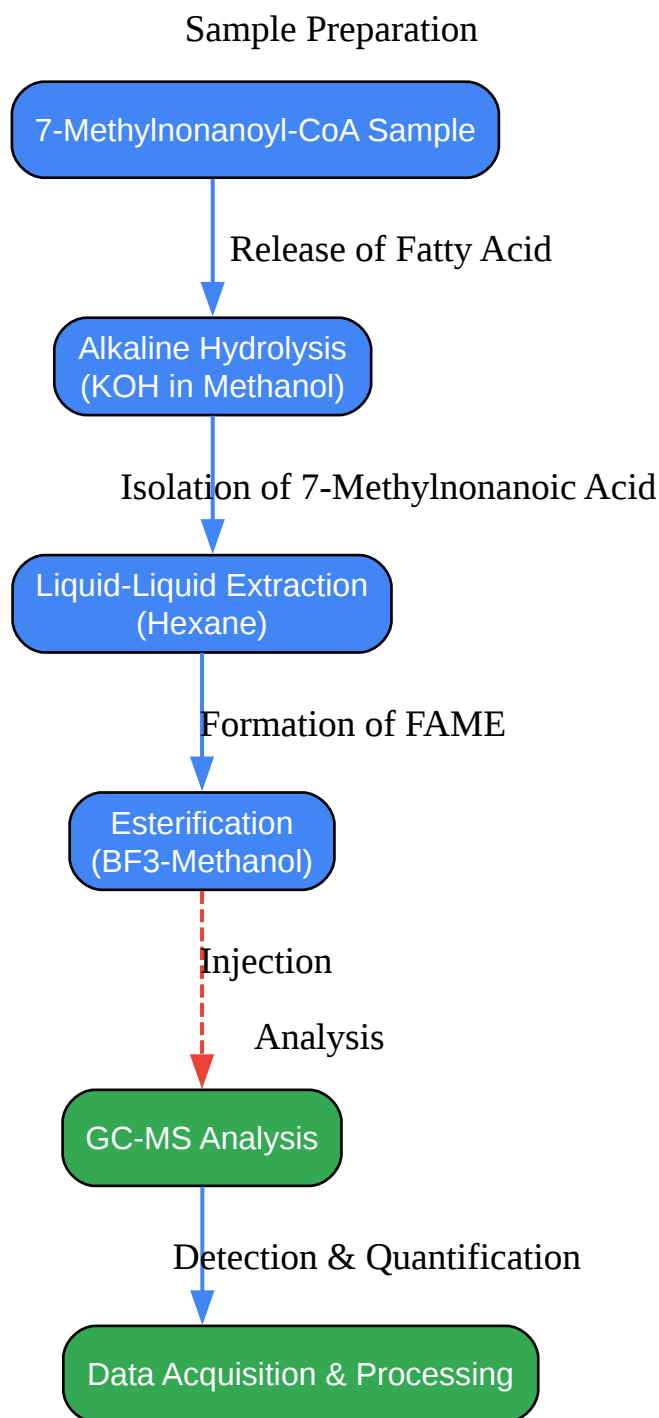 Sample Preparation
7-Methylnonanoyl-CoA Sample
Release of Fatty Acid
Alkaline Hydrolysis
(KOH in Methanol)
Isolation of 7-Methylnonanoic Acid
Liquid-Liquid Extraction
(Hexane)
Formation of FAME
Esterification
(BF3-Methanol)
Injection
Analysis
GC-MS Analysis
Detection & Quantification
Data Acquisition & Processing